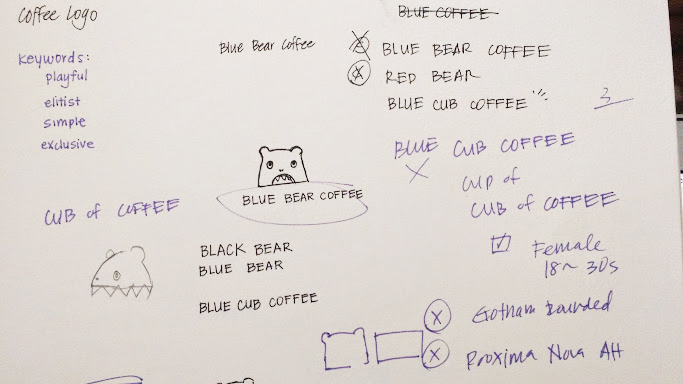 Coffee Logo
Keywords:
playful
elitist
simple
exclusive
Blue Bear Coffee
BLUE COFFEE
BLUE BEAR COFFEE
RED BEAR
BLUE CUB COFFEE
3
BLUE BEAR COFFEE
CUB of COFFEE
BLACK BEAR
BLUE BEAR
BLUE CUB COFFEE
BLUE CUB COFFEE
X
CUP of
CUB of COFFEE
Female
18~30s
X Gotham Rounded
X Proxima Nova Alt